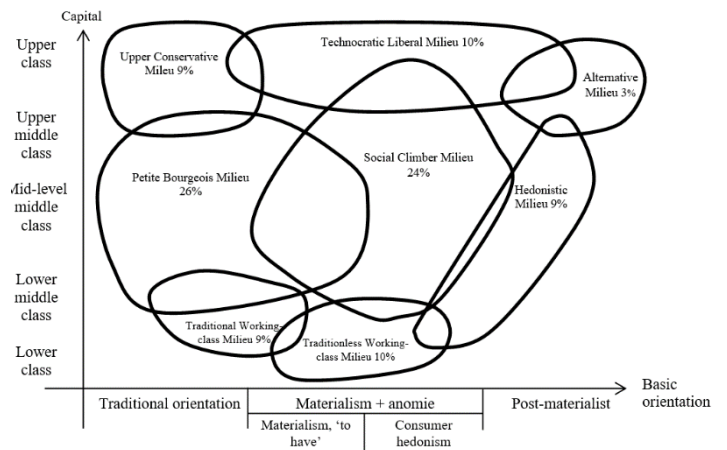 Capital
Upper
class
Upper
middle
class
Mid-level
middle
class
Lower
middle
class
Lower
class
Upper Conservative
Mileu 9%
Technocratic Liberal Milieu 10%
Alternative
Milieu 3%
Petite Bourgeois Milieu
26%
Social Climber Milieu
24%
Hedonistic
Milieu 9%
Traditional Working-
class Milieu 9%
Traditionless Working-
class Milieu 10%
Basic
orientation
Traditional orientation
Materialism + anomie
Post-materialist
Materialism, ‘to
have’
Consumer
hedonism